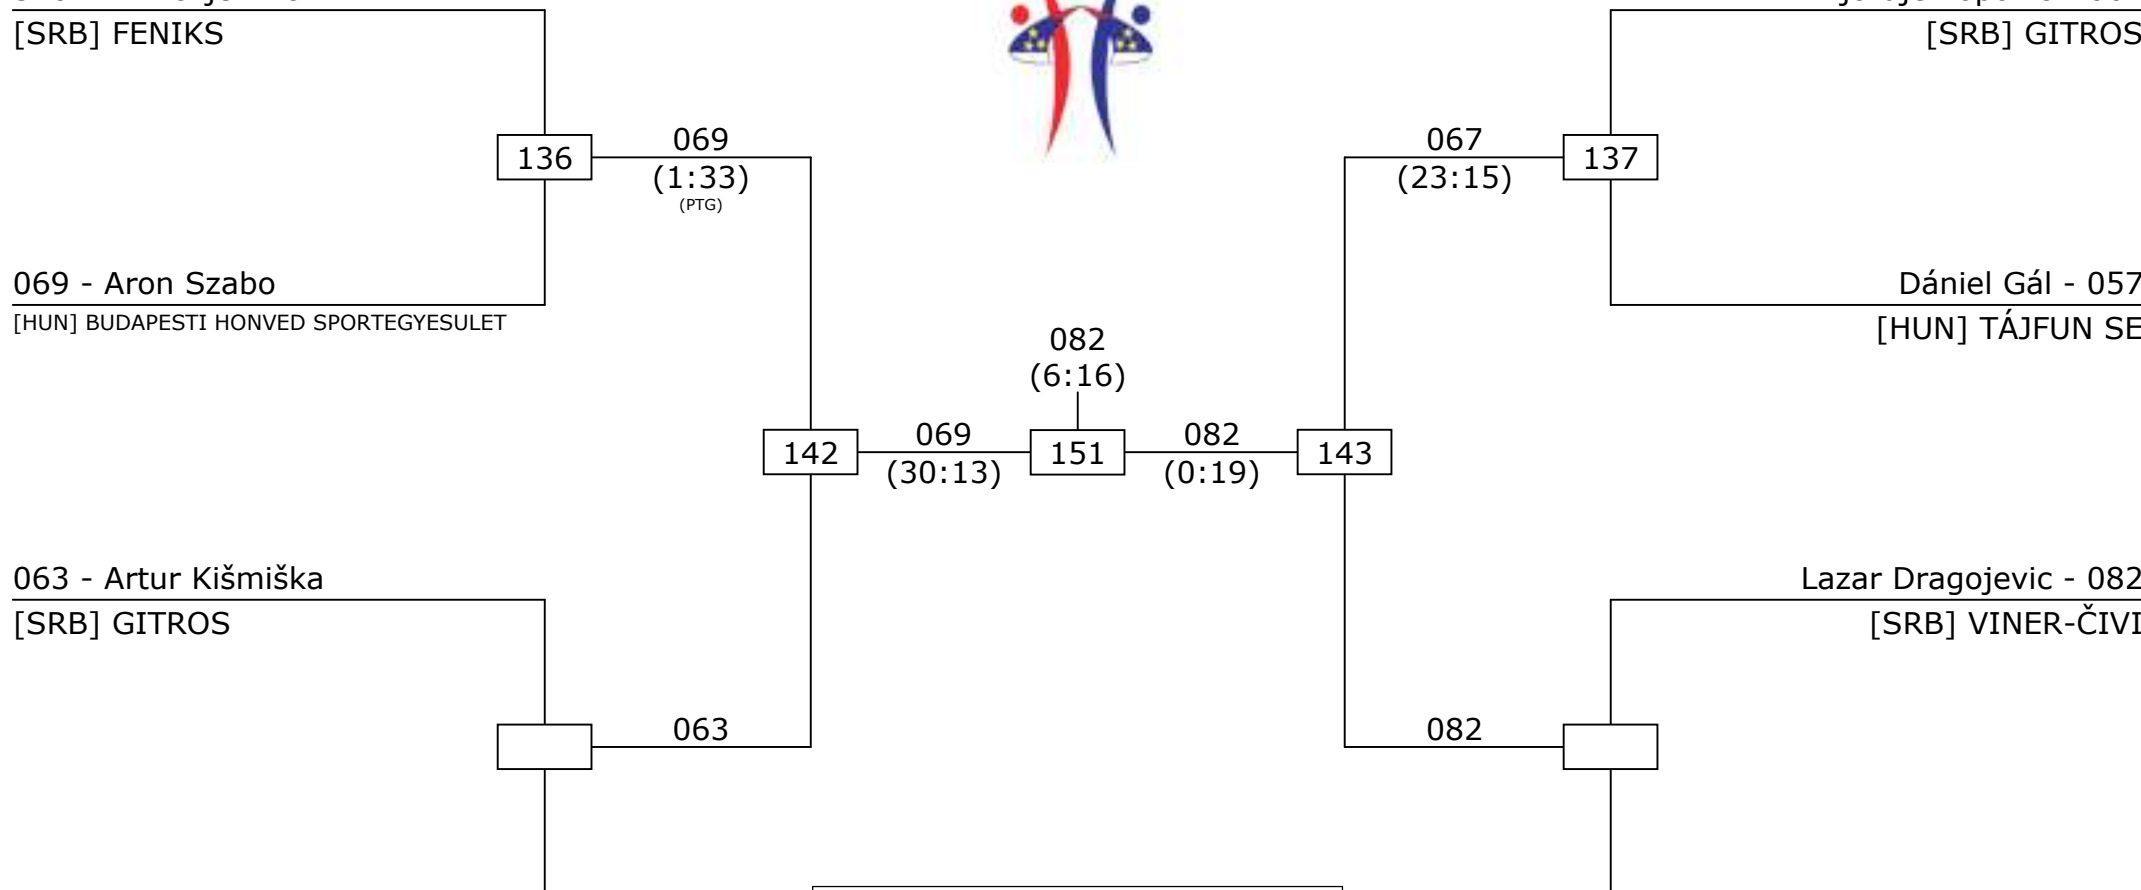 [SRB] FENIKS
[SRB] GITROS
136
069
(1:33)
(PTG)
067
(23:15)
137
069 - Aron Szabo
[HUN] BUDAPESTI HONVED SPORTEGYESULET
Dániel Gál - 057
[HUN] TÁJFUN SE
082
(6:16)
142
069
(30:13)
151
082
(0:19)
143
063 - Artur Kišmiška
[SRB] GITROS
Lazar Dragojevic - 082
[SRB] VINER-ČIVI
063
082